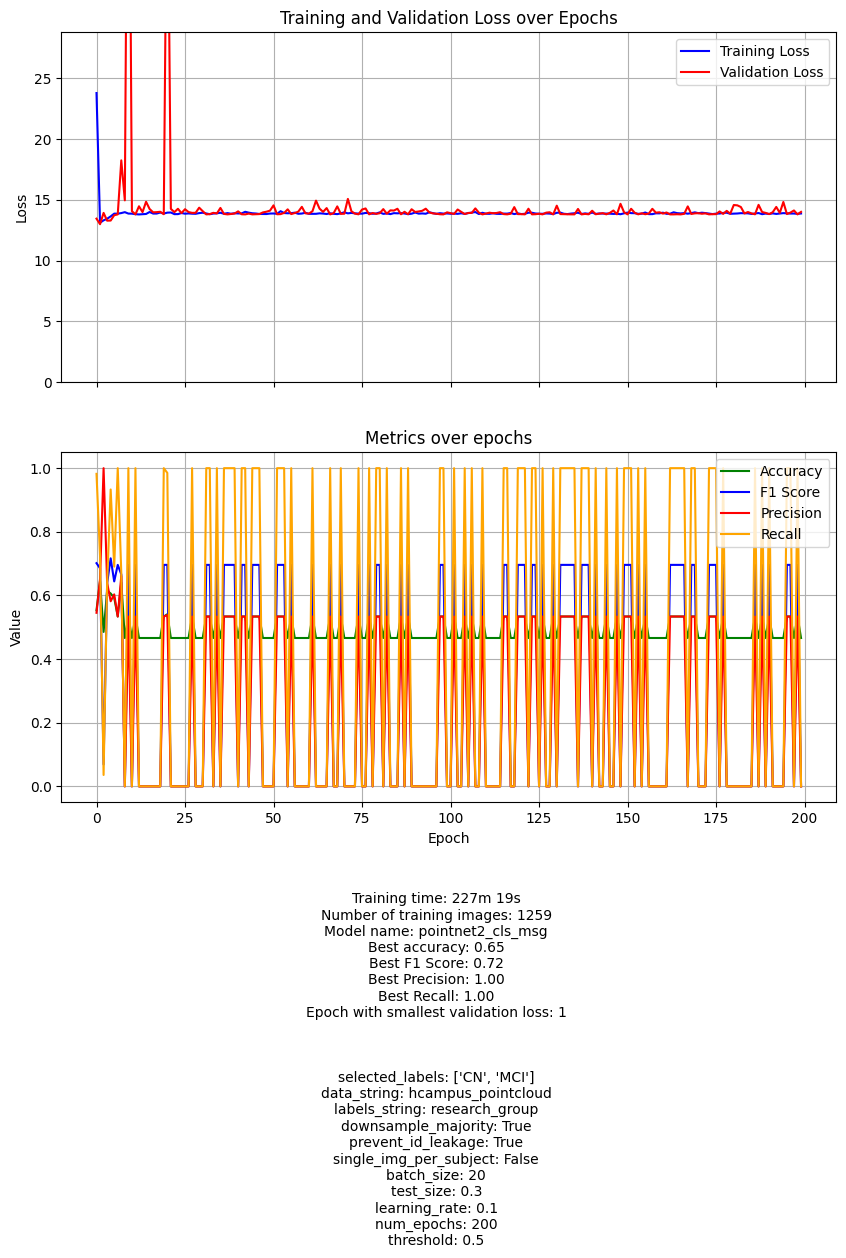 Training and Validation Loss over Epochs
Training Loss
Validation Loss
25
20
15
10
5
0
Loss
Metrics over epochs
Accuracy
F1 Score
Precision
Recall
1.0
0.8
0.6
0.4
0.2
0.0
Value
0 25 50 75 100 125 150 175 200
Epoch
Training time: 227m 19s
Number of training images: 1259
Model name: pointnet2_cls_msg
Best accuracy: 0.65
Best F1 Score: 0.72
Best Precision: 1.00
Best Recall: 1.00
Epoch with smallest validation loss: 1
selected_labels: ['CN', 'MCI']
data_string: hcampus_pointcloud
labels_string: research_group
downsample_majority: True
prevent_id_leakage: True
single_img_per_subject: False
batch_size: 20
test_size: 0.3
learning_rate: 0.1
num_epochs: 200
threshold: 0.5